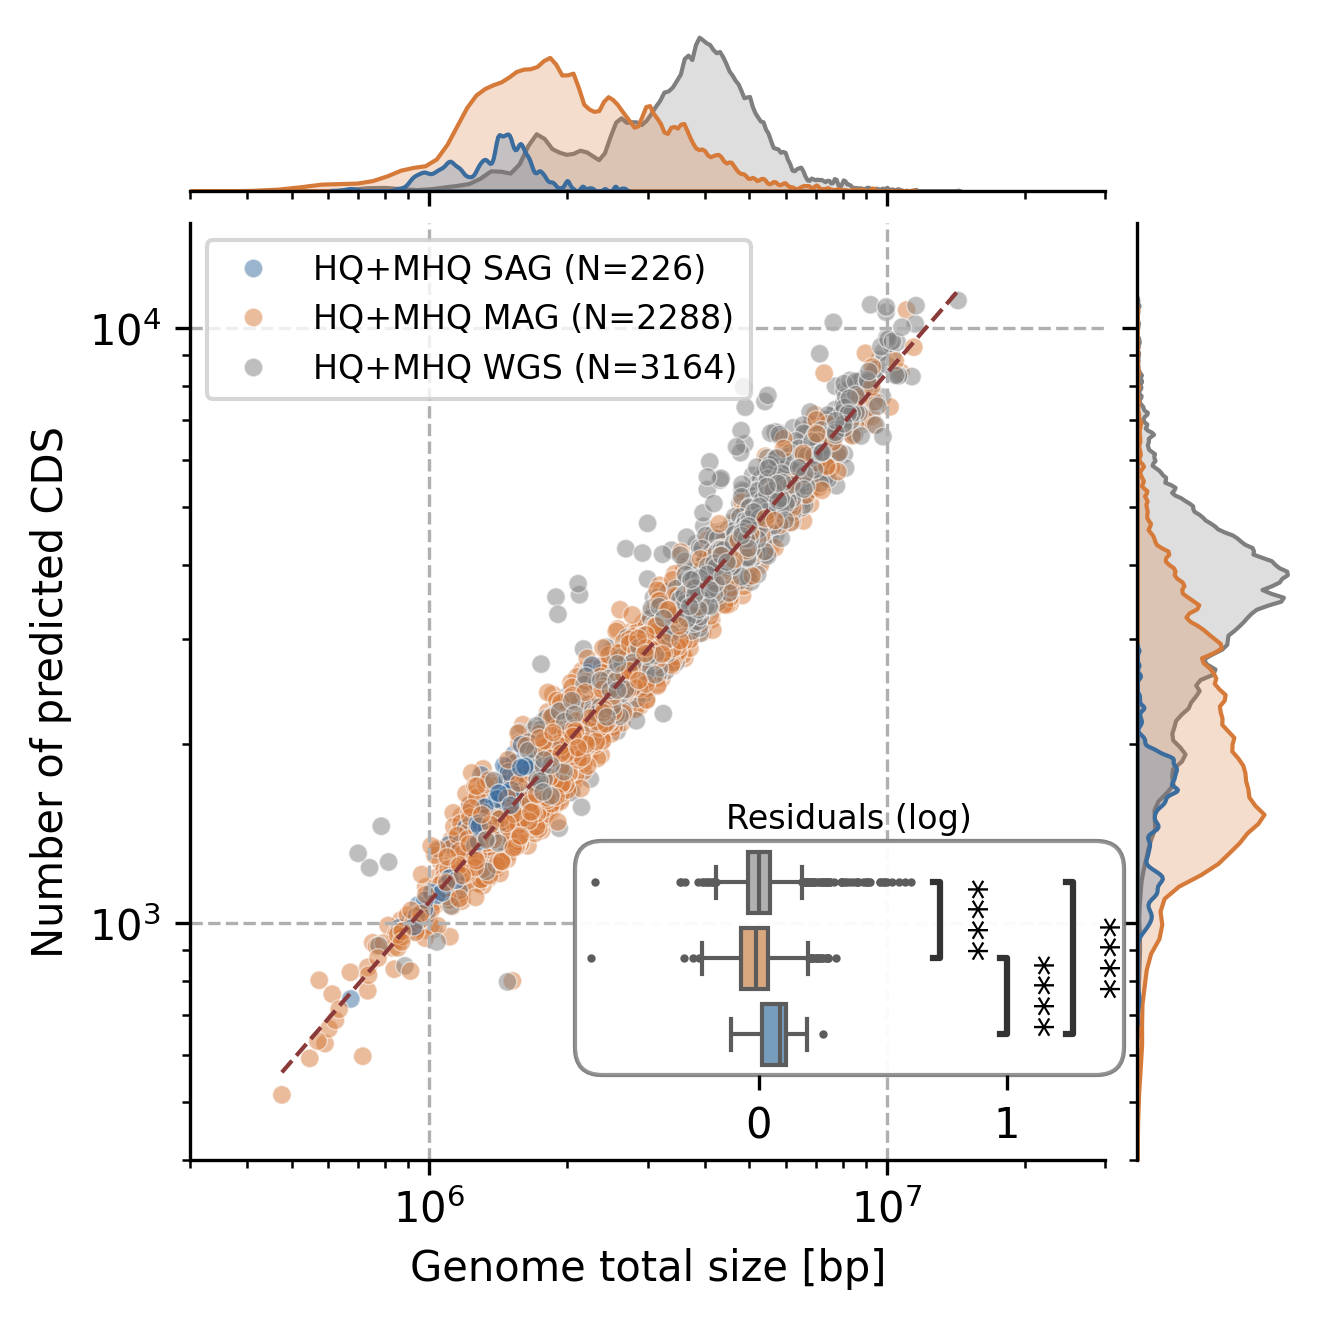 HQ+MHQ SAG (N=226)
HQ+MHQ MAG (N=2288)
HQ+MHQ WGS (N=3164)
10⁴
10³
Number of predicted CDS
Residuals (log)
****
****
****
0
1
10⁶
10⁷
Genome total size [bp]